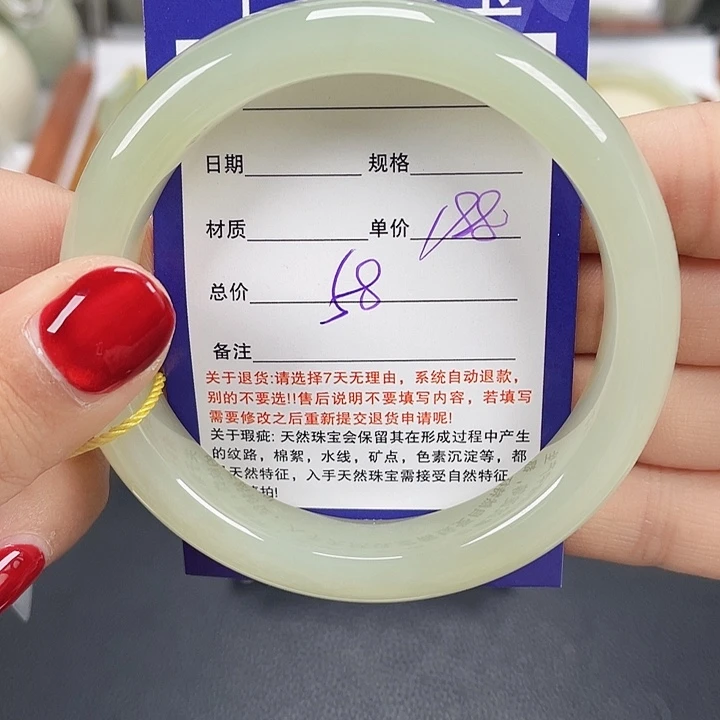 日期 规格
材质 单价 188
总价 58
备注
关于退货:请选择7天无理由，系统自动退款，
别的不要选!!售后说明不要填写内容，若填写
需要修改之后重新提交退货申请呢!
关于瑕疵: 天然珠宝会保留其在形成过程中产生
的纹路，棉絮，水线，矿点，色素沉淀等，都
天然特征，入手天然珠宝需接受自然特征
拍!